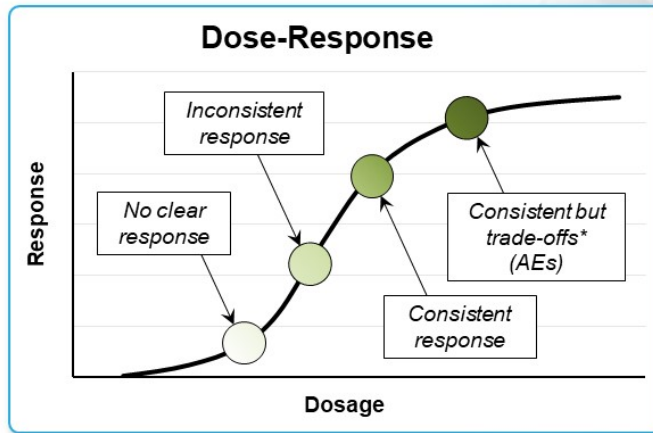 Dose-Response
Inconsistent
response
No clear
response
Consistent but
trade-offs*
(AEs)
Consistent
response
Response
Dosage